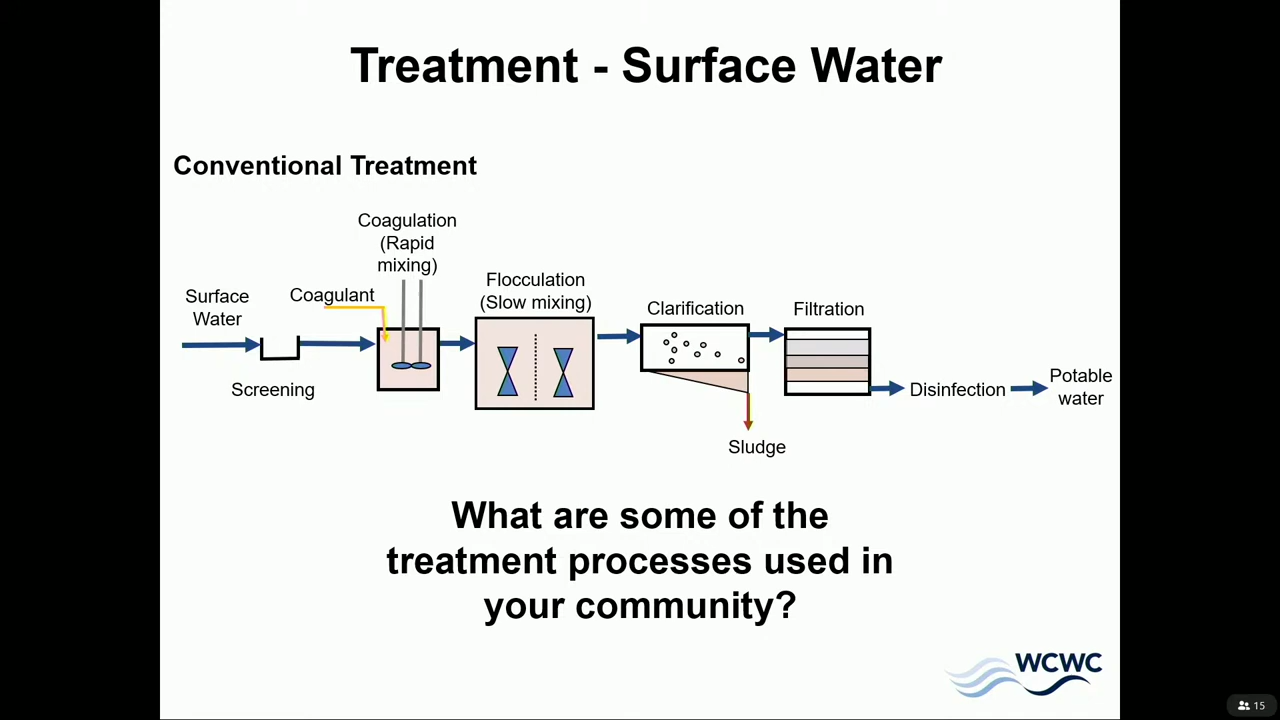 Treatment - Surface Water
Conventional Treatment
Coagulation
(Rapid
mixing)
Flocculation
(Slow mixing)
Surface
Water
Coagulant
Clarification
Filtration
Screening
Disinfection
Potable
water
Sludge
What are some of the
treatment processes used in
your community?
WCWC
15